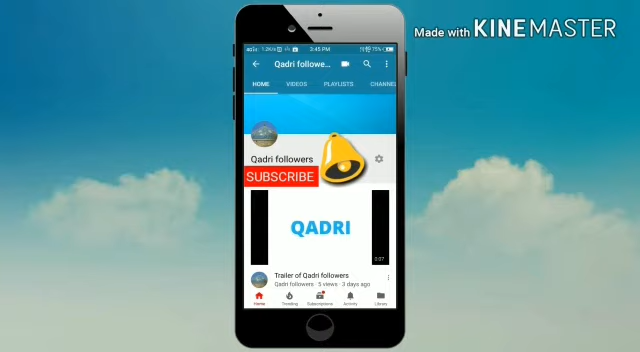 Made with KINEMASTER
3:45 PM
Qadri followe...
HOME VIDEOS PLAYLISTS CHANNEL
Qadri followers
SUBSCRIBE
QADRI
0:07
Trailer of Qadri followers
Qadri followers · 5 views · 3 days ago
Home Trending Subscriptions Activity Library